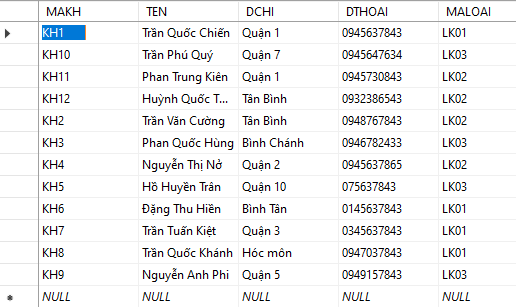 MAKH TEN DCHI DTHOAI MALOAI
KH1 Trần Quốc Chiến Quận 1 0945637843 LK01
KH10 Trần Phú Quý Quận 7 0945647634 LK03
KH11 Phan Trung Kiên Quận 1 0945730843 LK02
KH12 Huỳnh Quốc T... Tân Bình 0932386543 LK02
KH2 Trần Văn Cường Tân Bình 0948767843 LK02
KH3 Phan Quốc Hùng Bình Chánh 0946782433 LK03
KH4 Nguyễn Thị Nở Quận 2 0945637865 LK02
KH5 Hồ Huyền Trân Quận 10 075637843 LK03
KH6 Đặng Thu Hiền Bình Tân 0145637843 LK01
KH7 Trần Tuấn Kiệt Quận 3 0345637843 LK01
KH8 Trần Quốc Khánh Hóc môn 0947037843 LK01
KH9 Nguyễn Anh Phi Quận 5 0949157843 LK03
NULL NULL NULL NULL NULL